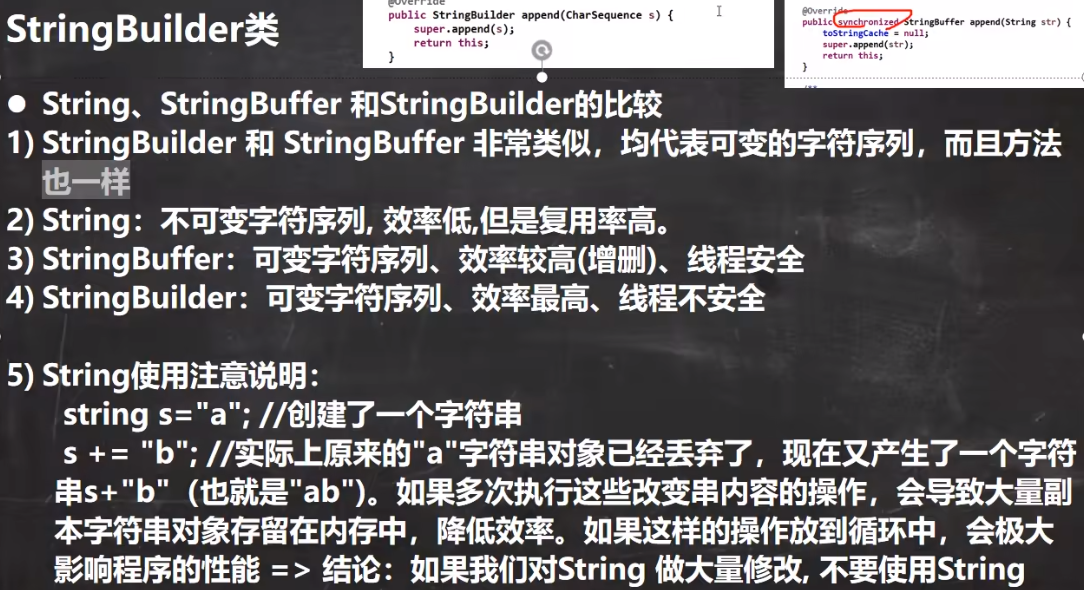 StringBuilder类
@Override
public StringBuilder append(CharSequence s) {
super.append(s);
return this;
}
@Override
public synchronized StringBuffer append(String str) {
toStringCache = null;
super.append(str);
return this;
}
● String、StringBuffer 和StringBuilder的比较
1) StringBuilder 和 StringBuffer 非常类似，均代表可变的字符序列，而且方法
也一样
2) String：不可变字符序列, 效率低,但是复用率高。
3) StringBuffer：可变字符序列、效率较高(增删)、线程安全
4) StringBuilder：可变字符序列、效率最高、线程不安全
5) String使用注意说明：
string s="a"; //创建了一个字符串
s += "b"; //实际上原来的"a"字符串对象已经丢弃了，现在又产生了一个字符
串s+"b"（也就是"ab")。如果多次执行这些改变串内容的操作，会导致大量副
本字符串对象存留在内存中，降低效率。如果这样的操作放到循环中，会极大
影响程序的性能 => 结论：如果我们对String 做大量修改, 不要使用String